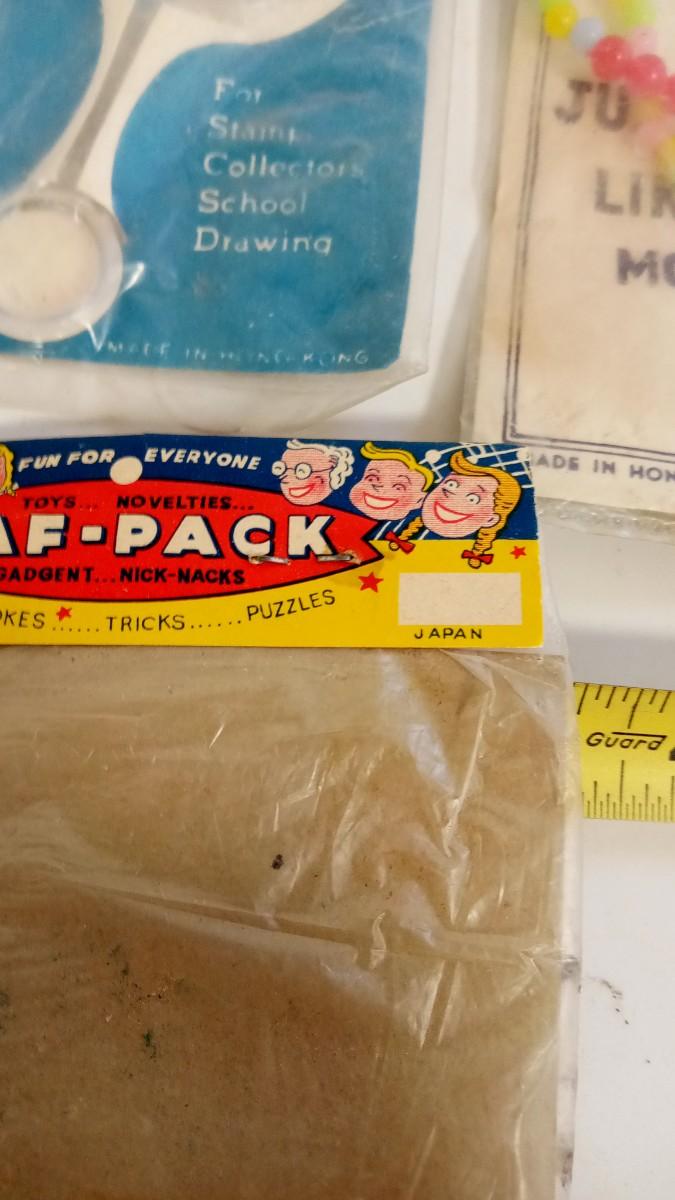 For
Stamp
Collectors
School
Drawing
MADE IN HONG KONG
JU
LIN
MO
ADE IN HON
FUN FOR EVERYONE
TOYS... NOVELTIES...
AF-PACK
GADGENT...NICK-NACKS
OKES ......TRICKS......PUZZLES
JAPAN
Guard